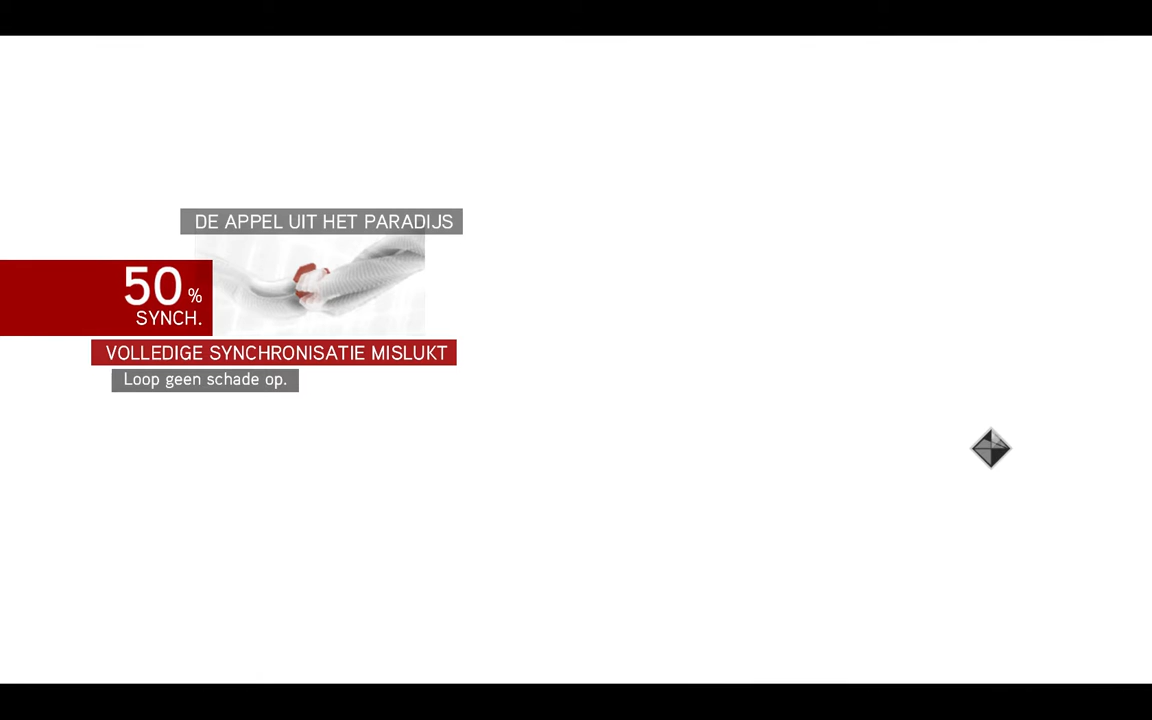 DE APPEL UIT HET PARADIJS
50 %
SYNCH.
VOLLEDIGE SYNCHRONISATIE MISLUKT
Loop geen schade op.